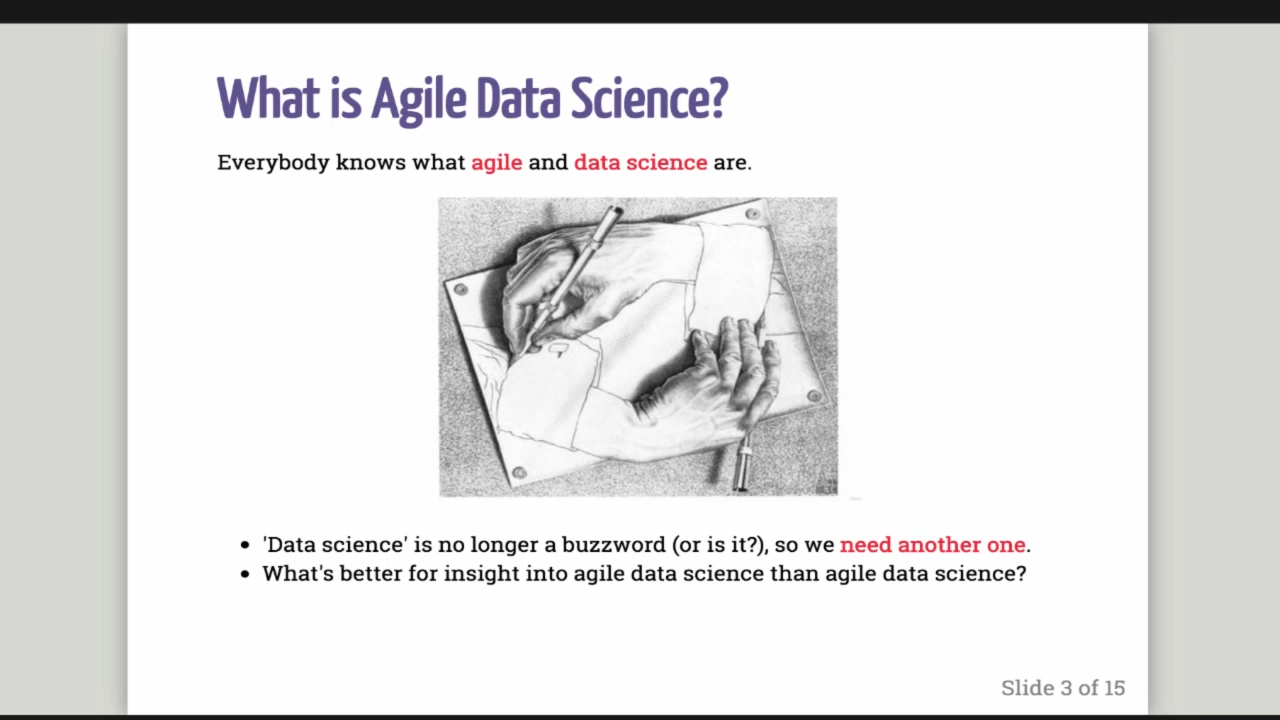 What is Agile Data Science?
Everybody knows what agile and data science are.
'Data science' is no longer a buzzword (or is it?), so we need another one.
What's better for insight into agile data science than agile data science?
Slide 3 of 15